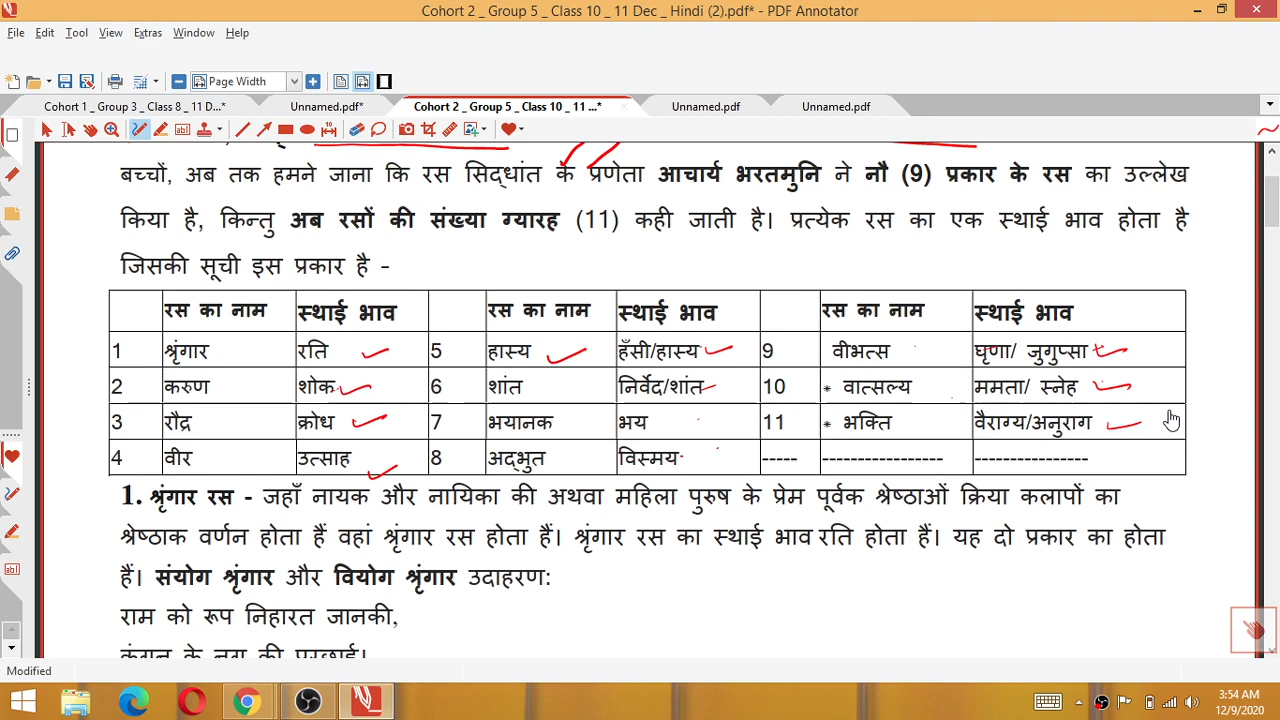 Cohort 2 _ Group 5 _ Class 10 _ 11 Dec _ Hindi (2).pdf* - PDF Annotator
File Edit Tool View Extras Window Help
Page Width
Cohort 1 _ Group 3 _ Class 8 _ 11 D...* Unnamed.pdf* Cohort 2 _ Group 5 _ Class 10 _ 11 ...* Unnamed.pdf Unnamed.pdf
बच्चों, अब तक हमने जाना कि रस सिद्धांत के प्रणेता आचार्य भरतमुनि ने नौ (9) प्रकार के रस का उल्लेख
किया है, किन्तु अब रसों की संख्या ग्यारह (11) कही जाती है। प्रत्येक रस का एक स्थाई भाव होता है
जिसकी सूची इस प्रकार है -
रस का नाम स्थाई भाव रस का नाम स्थाई भाव रस का नाम स्थाई भाव
1 श्रृंगार रति 5 हास्य हँसी/हास्य 9 वीभत्स घृणा/ जुगुप्सा
2 करुण शोक 6 शांत निर्वेद/शांत 10 * वात्सल्य ममता/ स्नेह
3 रौद्र क्रोध 7 भयानक भय 11 * भक्ति वैराग्य/अनुराग
4 वीर उत्साह 8 अद्भुत विस्मय ----- ----------------- ----------------
1. श्रृंगार रस - जहाँ नायक और नायिका की अथवा महिला पुरुष के प्रेम पूर्वक श्रेष्ठाओं क्रिया कलापों का
श्रेष्ठाक वर्णन होता हैं वहां श्रृंगार रस होता हैं। श्रृंगार रस का स्थाई भाव रति होता हैं। यह दो प्रकार का होता
हैं। संयोग श्रृंगार और वियोग श्रृंगार उदाहरण:
राम को रूप निहारत जानकी,
कंगन के नग की परछाई।
Modified
3:54 AM
12/9/2020